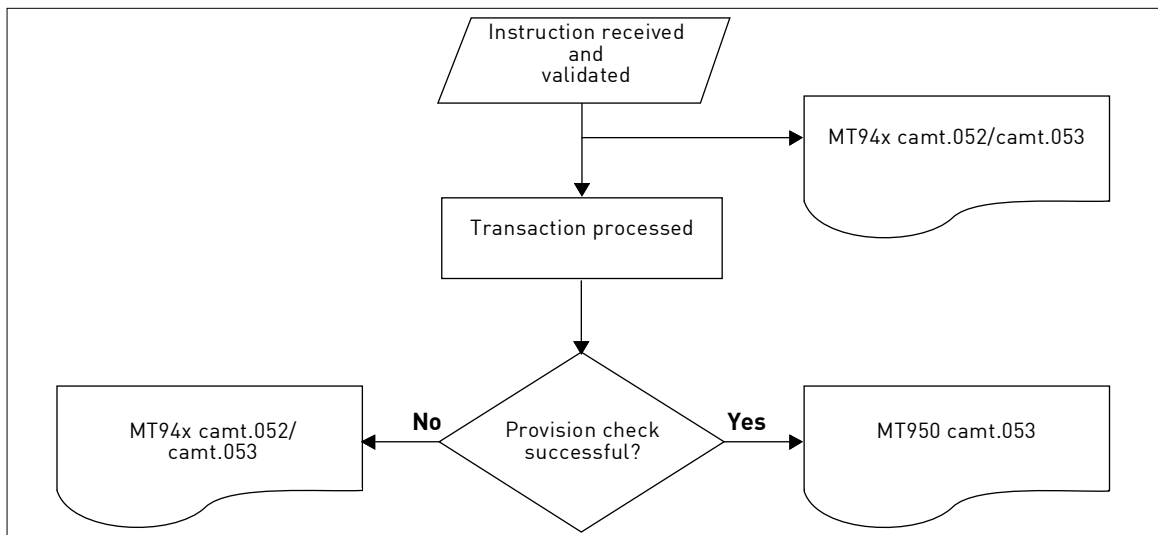 Instruction received
and
validated
MT94x camt.052/camt.053
Transaction processed
No
Yes
MT94x camt.052/
camt.053
Provision check
successful?
MT950 camt.053